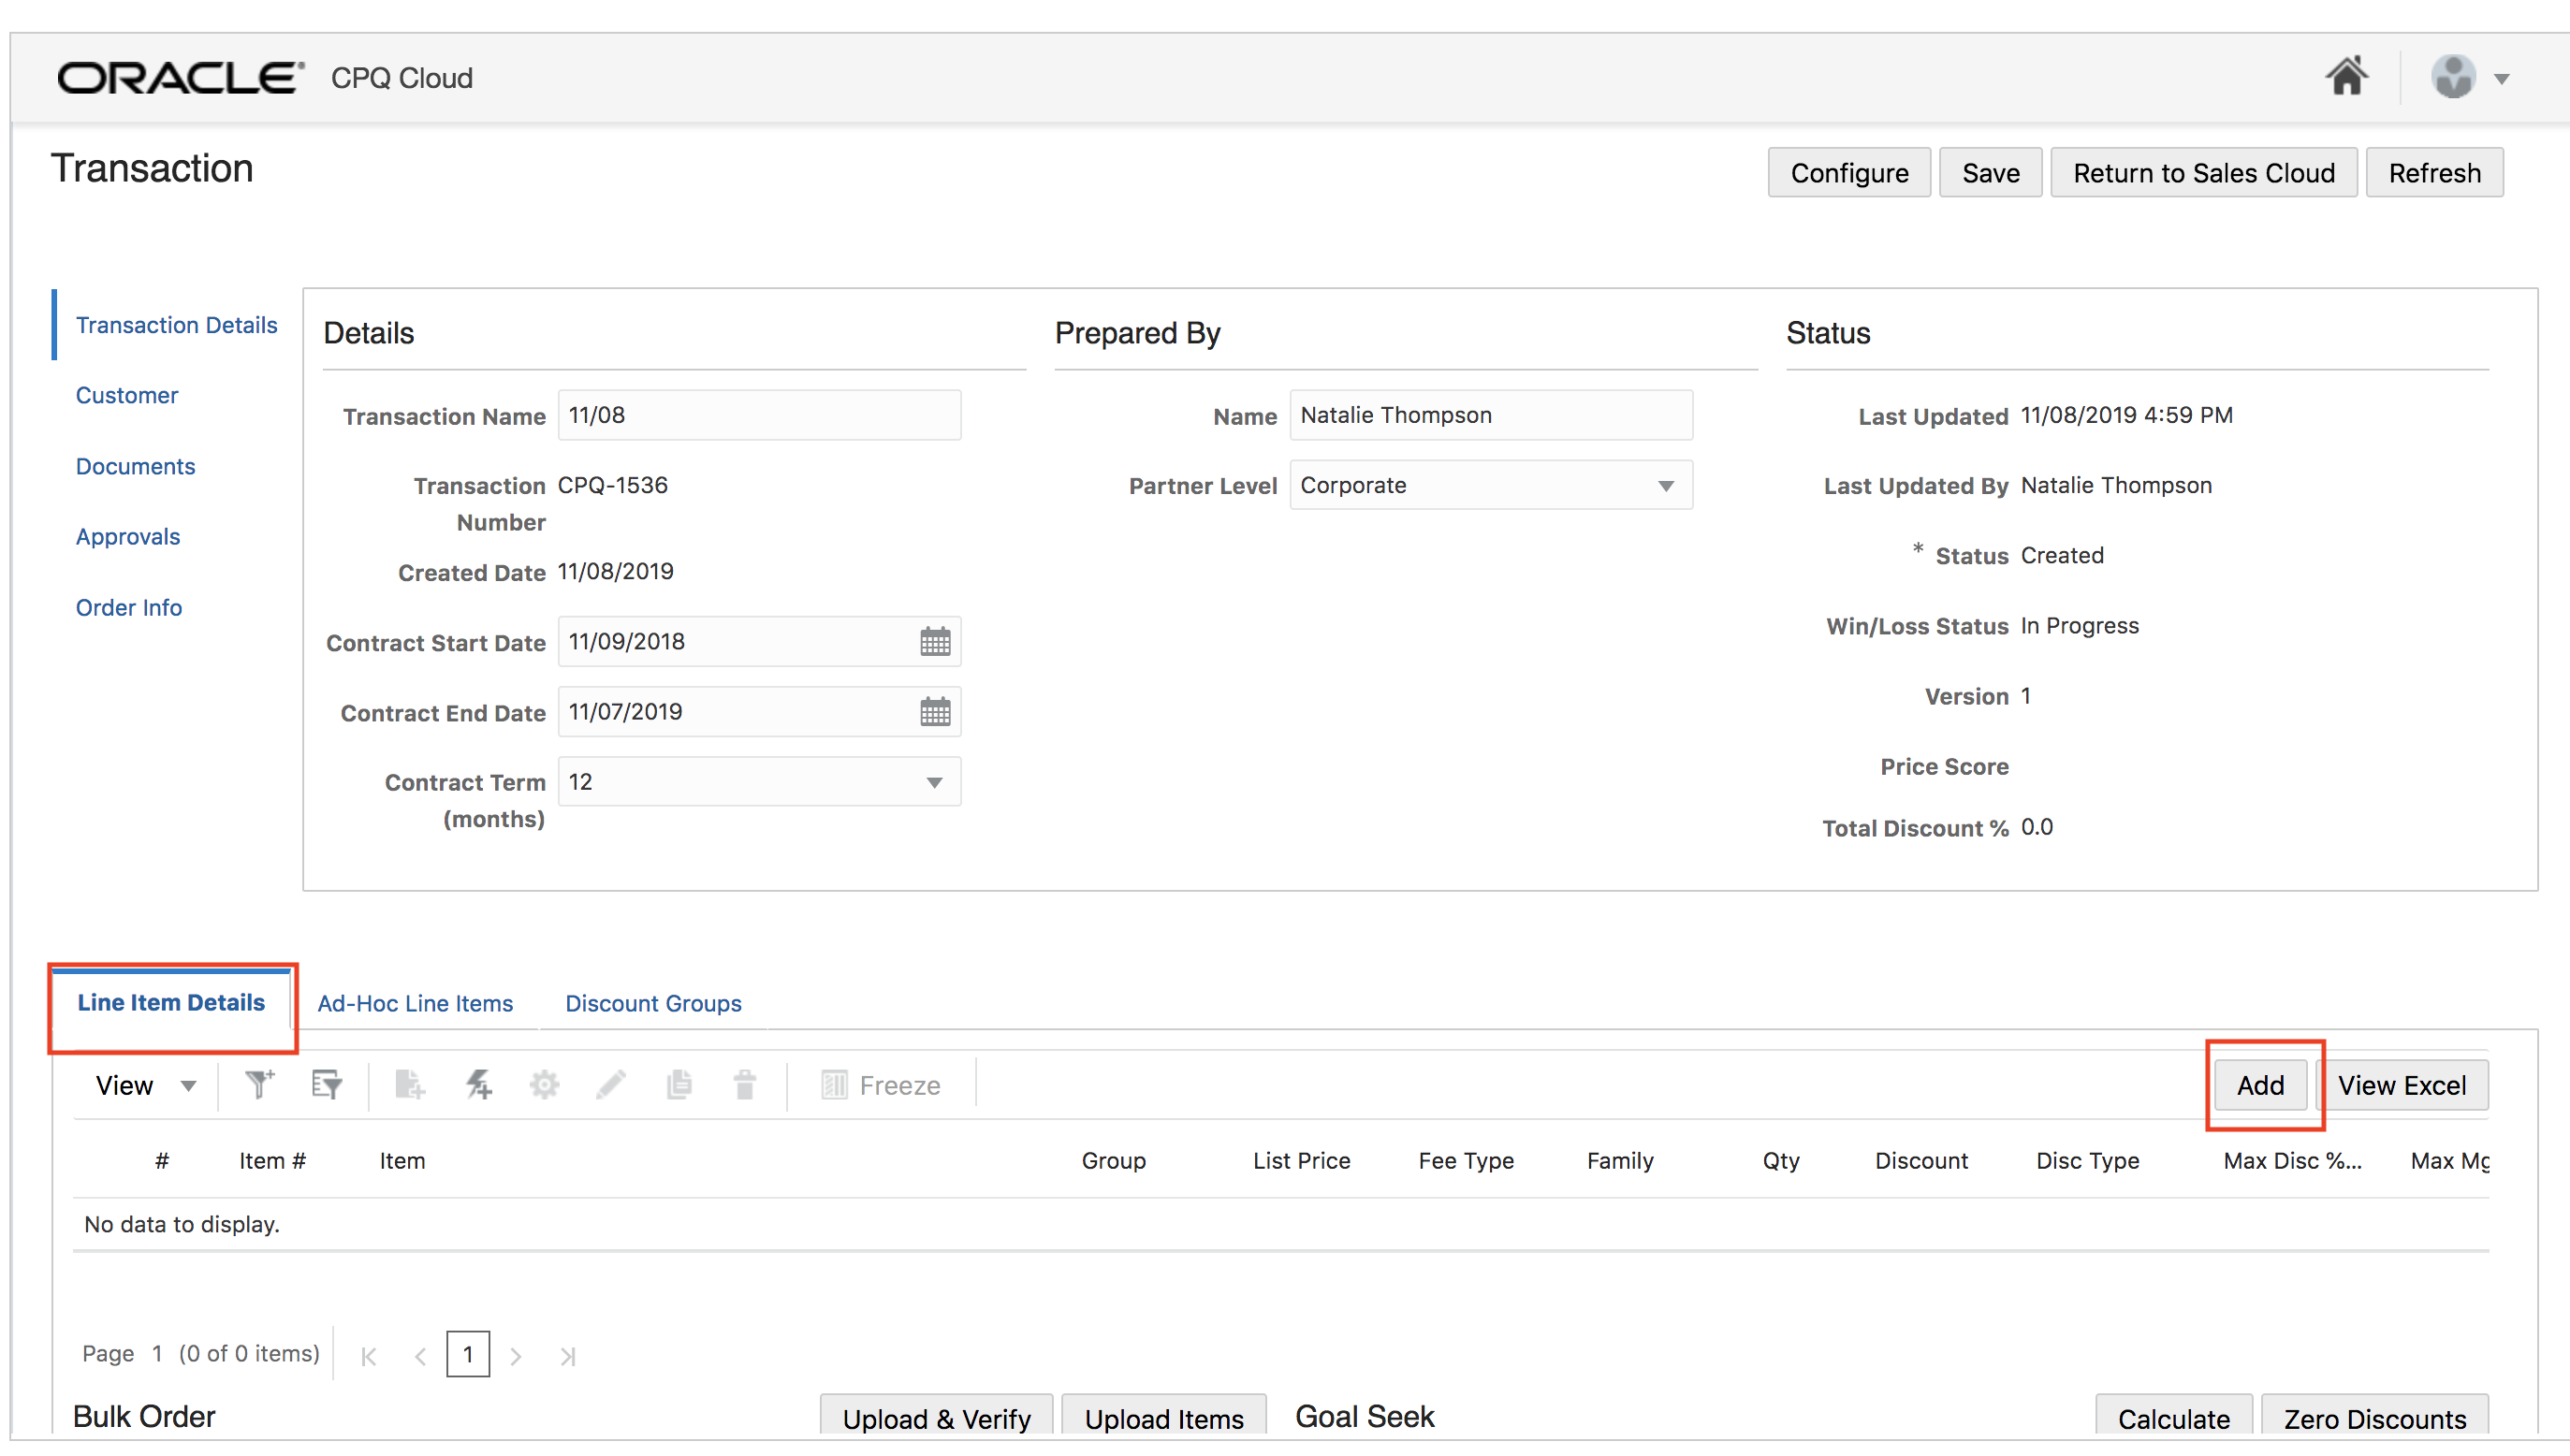 ORACLE® CPQ Cloud
Transaction
Configure Save Return to Sales Cloud Refresh
Transaction Details
Customer
Documents
Approvals
Order Info
Details
Transaction Name 11/08
Transaction Number CPQ-1536
Created Date 11/08/2019
Contract Start Date 11/09/2018
Contract End Date 11/07/2019
Contract Term (months) 12
Prepared By
Name Natalie Thompson
Partner Level Corporate
Status
Last Updated 11/08/2019 4:59 PM
Last Updated By Natalie Thompson
* Status Created
Win/Loss Status In Progress
Version 1
Price Score
Total Discount % 0.0
Line Item Details Ad-Hoc Line Items Discount Groups
View Freeze Add View Excel
# Item # Item Group List Price Fee Type Family Qty Discount Disc Type Max Disc %... Max Mg
No data to display.
Page 1 (0 of 0 items) 1
Bulk Order Upload & Verify Upload Items Goal Seek Calculate Zero Discounts